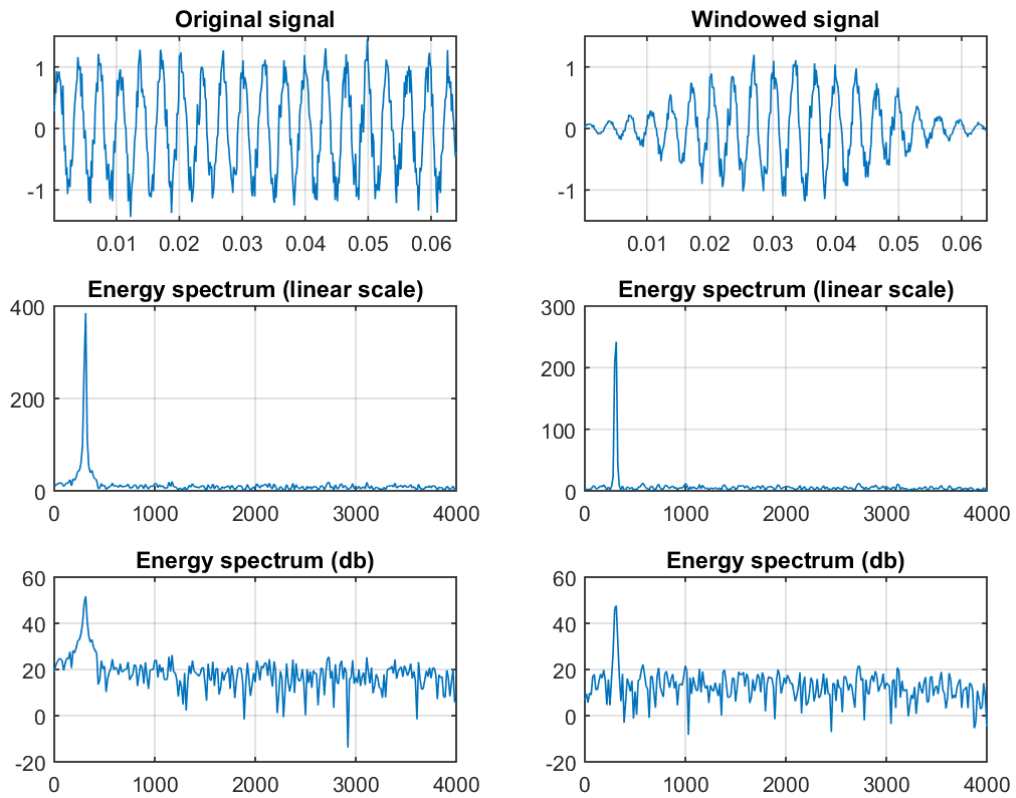 Original signal
1
0
-1
0.01 0.02 0.03 0.04 0.05 0.06
Windowed signal
1
0
-1
0.01 0.02 0.03 0.04 0.05 0.06
Energy spectrum (linear scale)
400
200
0
0 1000 2000 3000 4000
Energy spectrum (linear scale)
300
200
100
0
0 1000 2000 3000 4000
Energy spectrum (db)
60
40
20
0
-20
0 1000 2000 3000 4000
Energy spectrum (db)
60
40
20
0
-20
0 1000 2000 3000 4000